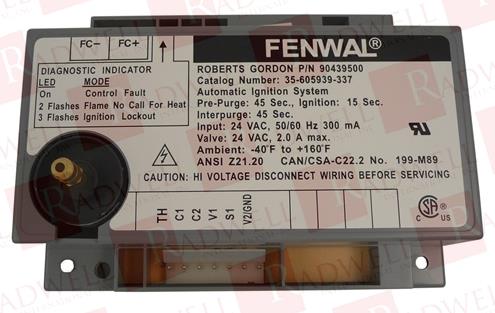 FC- FC+
FENWAL®
DIAGNOSTIC INDICATOR
LED MODE
On Control Fault
2 Flashes Flame No Call For Heat
3 Flashes Ignition Lockout
ROBERTS GORDON P/N 90439500
Catalog Number: 35-605939-337
Automatic Ignition System
Pre-Purge: 45 Sec., Ignition: 15 Sec.
Interpurge: 45 Sec.
Input: 24 VAC, 50/60 Hz 300 mA
Valve: 24 VAC, 2.0 A max.
Ambient: -40°F to +160°F
ANSI Z21.20 CAN/CSA-C22.2 No. 199-M89
CAUTION: HI VOLTAGE DISCONNECT WIRING BEFORE SERVICING
TH C1 C2 V1 S1 V2/GND
C US
RADWELL